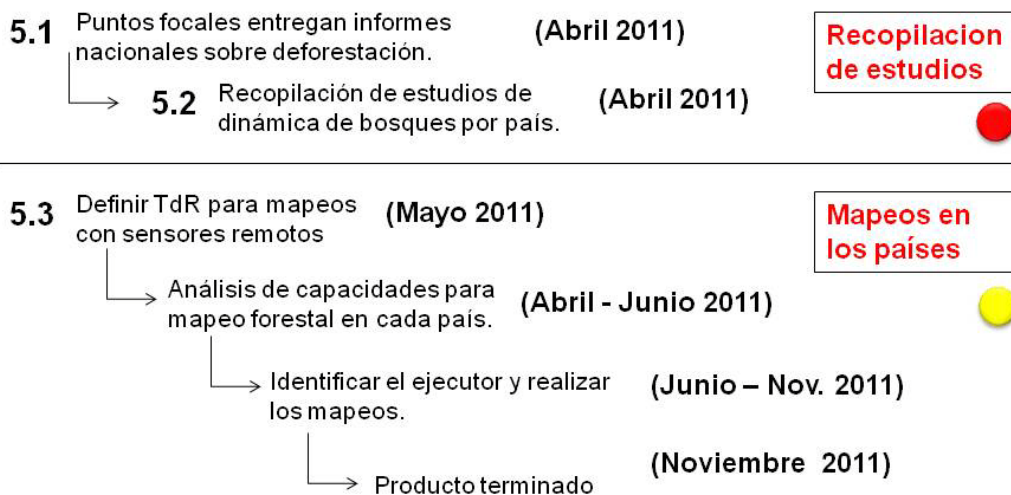 5.1 Puntos focales entregan informes (Abril 2011)
nacionales sobre deforestación.
Recopilacion
de estudios
5.2 Recopilación de estudios de (Abril 2011)
dinámica de bosques por país.
5.3 Definir TdR para mapeos (Mayo 2011)
con sensores remotos
Mapeos en
los países
Análisis de capacidades para (Abril - Junio 2011)
mapeo forestal en cada país.
Identificar el ejecutor y realizar (Junio – Nov. 2011)
los mapeos.
(Noviembre 2011)
Producto terminado